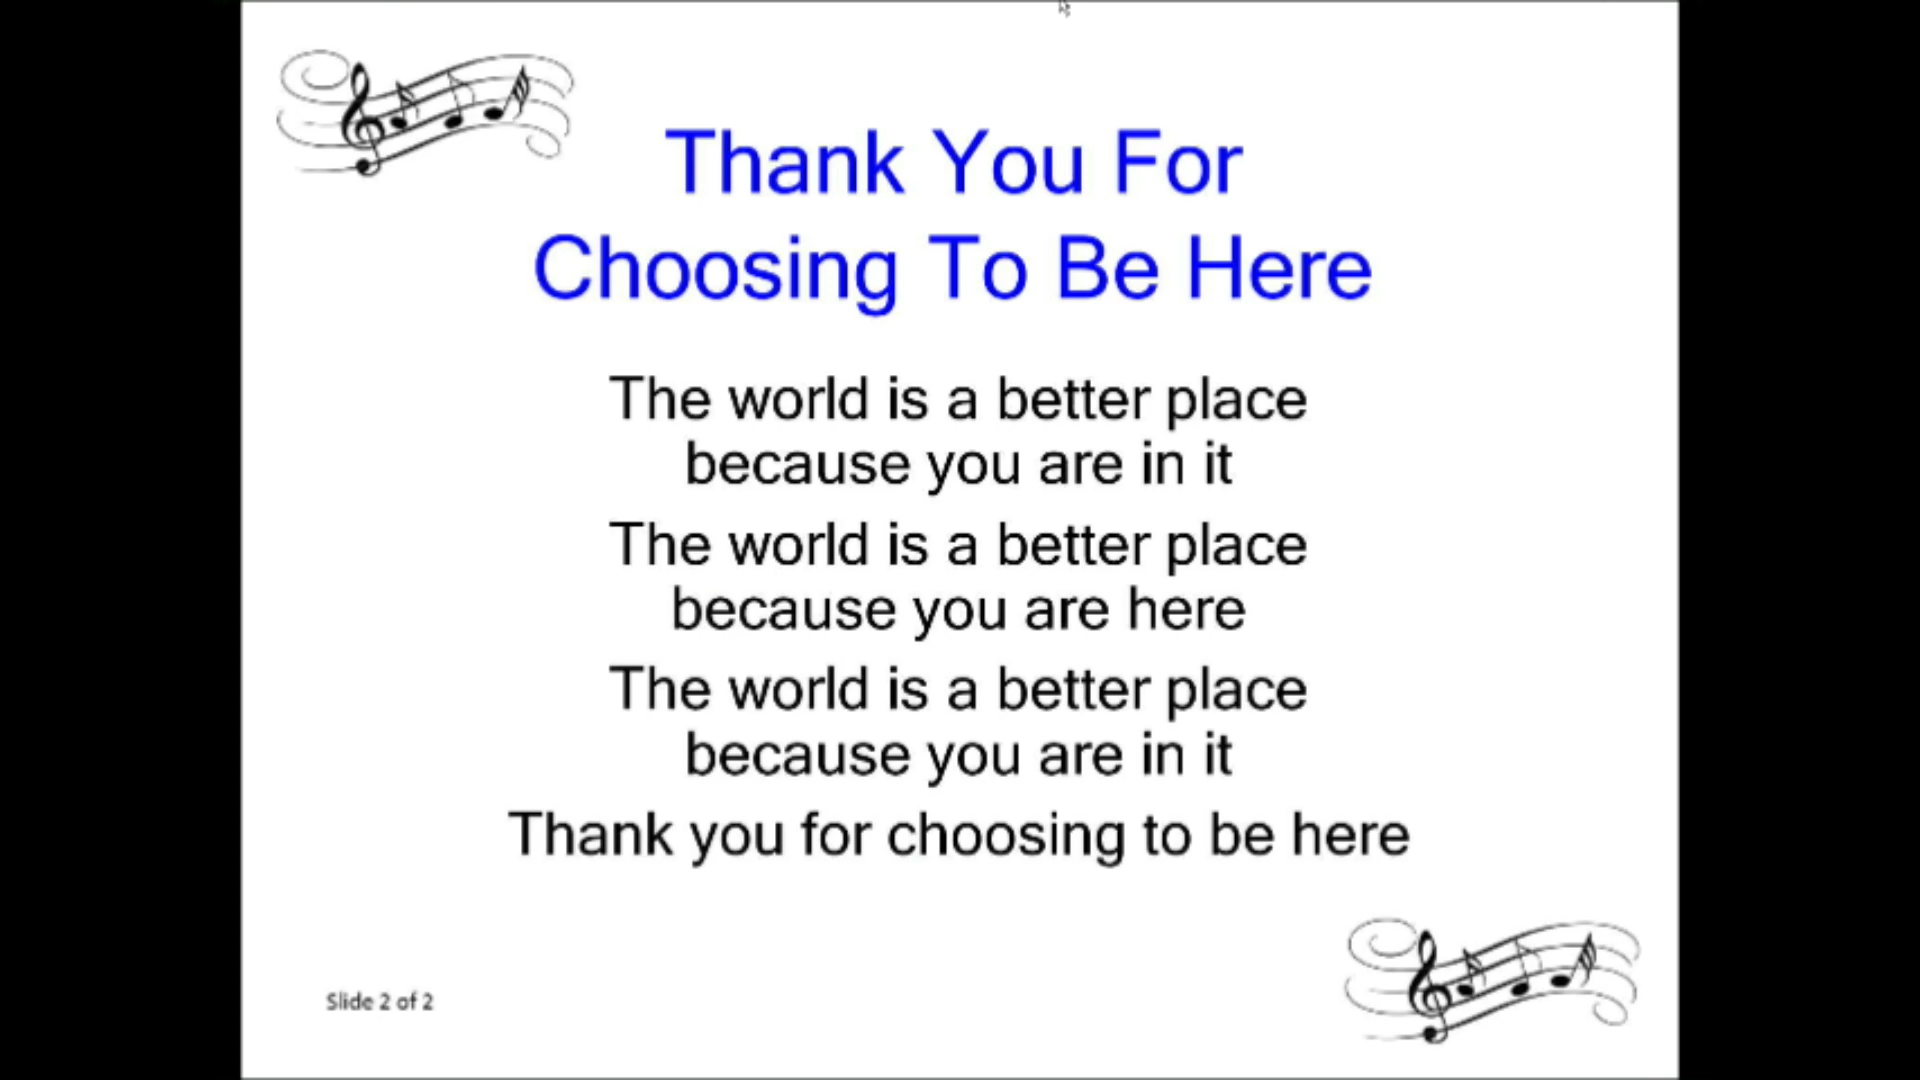 Thank You For
Choosing To Be Here
The world is a better place
because you are in it
The world is a better place
because you are here
The world is a better place
because you are in it
Thank you for choosing to be here
Slide 2 of 2